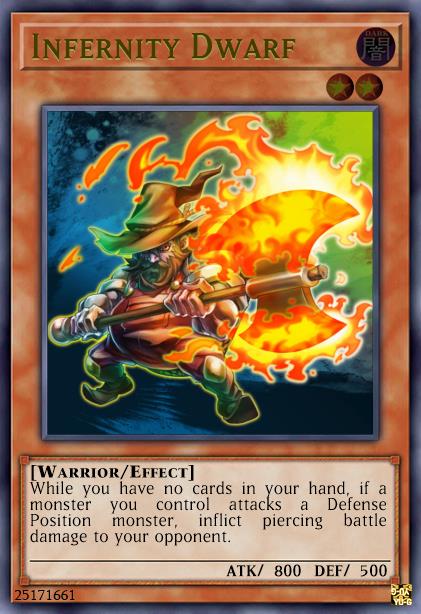 INFERNITY DWARF
DARK
闇
[WARRIOR/EFFECT]
While you have no cards in your hand, if a
monster you control attacks a Defense
Position monster, inflict piercing battle
damage to your opponent.
ATK/ 800 DEF/ 500
25171661